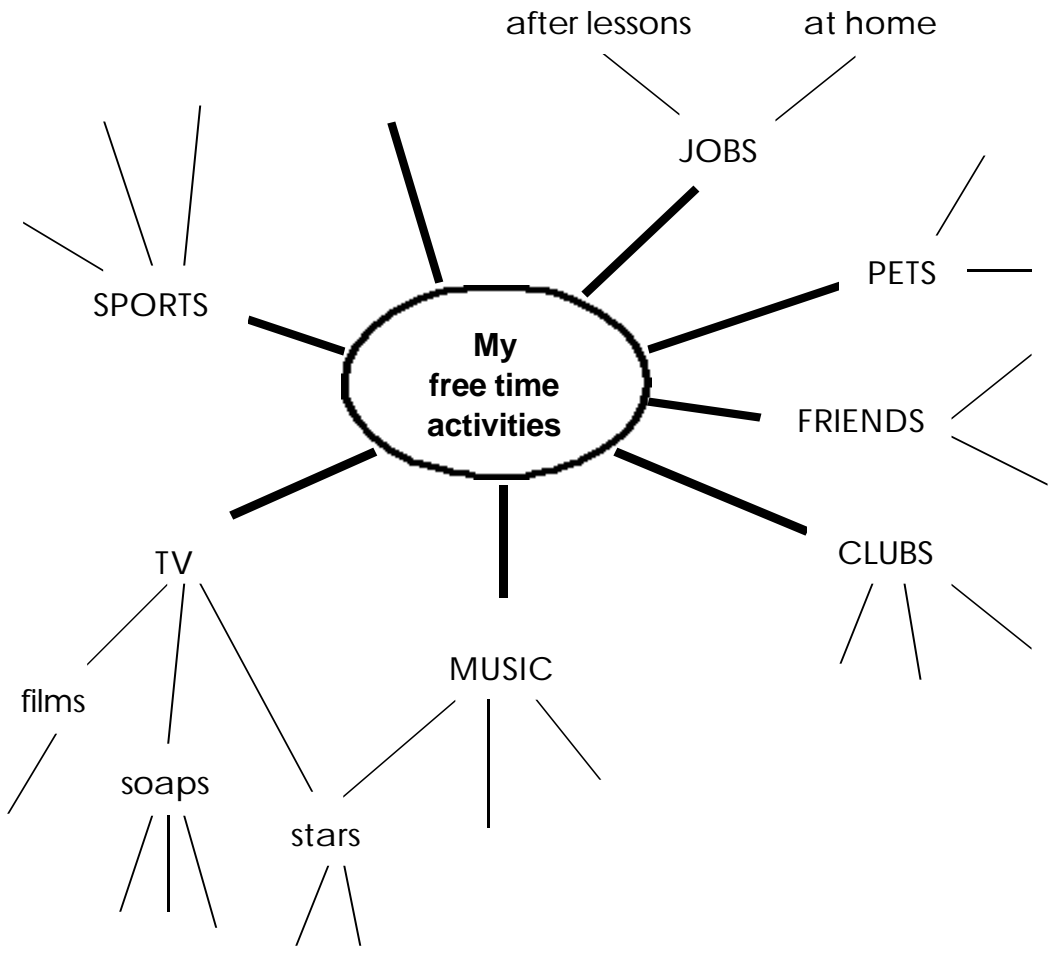 after lessons
at home
JOBS
PETS
SPORTS
My
free time
activities
FRIENDS
CLUBS
TV
MUSIC
films
soaps
stars